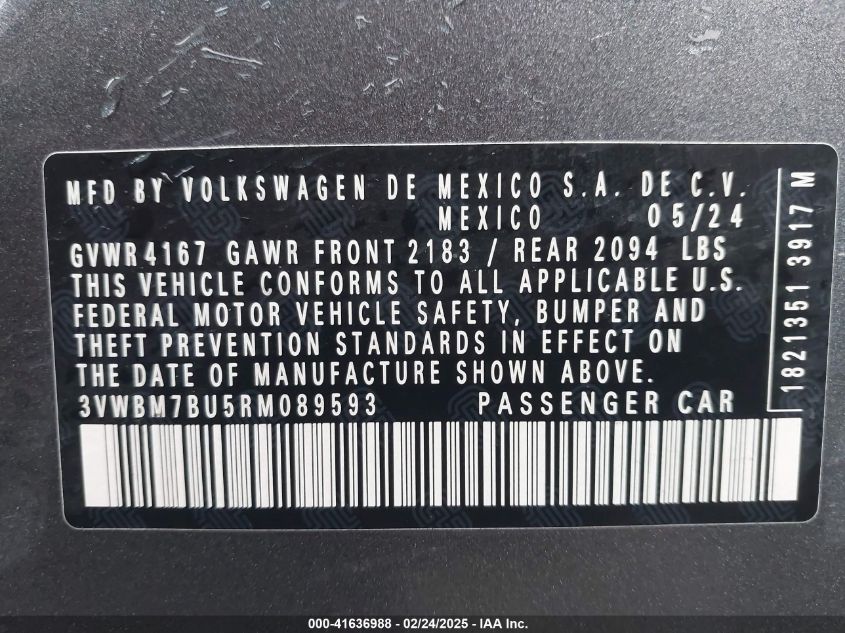 MFD BY VOLKSWAGEN DE MEXICO S.A. DE C.V.
MEXICO 05/24
GVWR 4167 GAWR FRONT 2183 / REAR 2094 LBS
THIS VEHICLE CONFORMS TO ALL APPLICABLE U.S.
FEDERAL MOTOR VEHICLE SAFETY, BUMPER AND
THEFT PREVENTION STANDARDS IN EFFECT ON
THE DATE OF MANUFACTURE SHOWN ABOVE.
3VWBM7BU5RM089593 PASSENGER CAR
1821351 3917 M
000-41636988 - 02/24/2025 - IAA Inc.